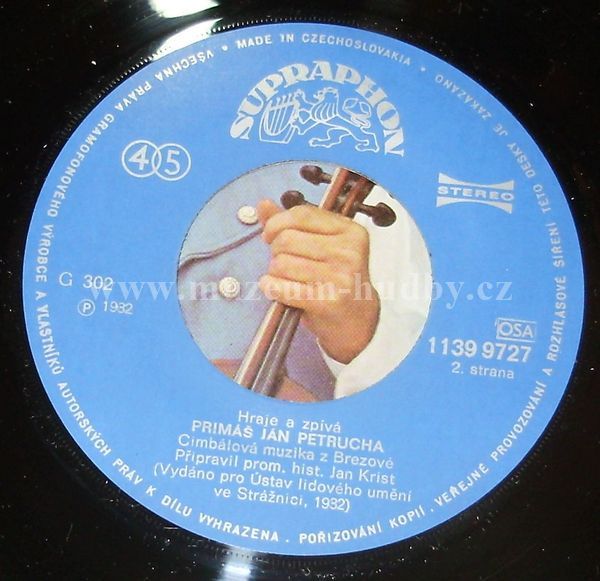 VŠECHNA PRÁVA GRAMOFONOVÉHO VÝROBCE A VLASTNÍKŮ AUTORSKÝCH PRÁV K DÍLU VYHRAZENA . POŘIZOVÁNÍ KOPIÍ . VEŘEJNÉ PROVOZOVÁNÍ A ROZHLASOVÉ ŠÍŘENÍ TÉTO DESKY JE ZAKÁZÁNO • MADE IN CZECHOSLOVAKIA •
SUPRAPHON
45
STEREO
G 302
℗ 1982
www.muzeum-hudby.cz
OSA
1139 9727
2. strana
Hraje a zpívá
PRIMÁŠ JAN PETRUCHA
Cimbálová muzika z Brezové
Připravil prom. hist. Jan Krist
(Vydáno pro Ústav lidového umění
ve Strážnici, 1982)